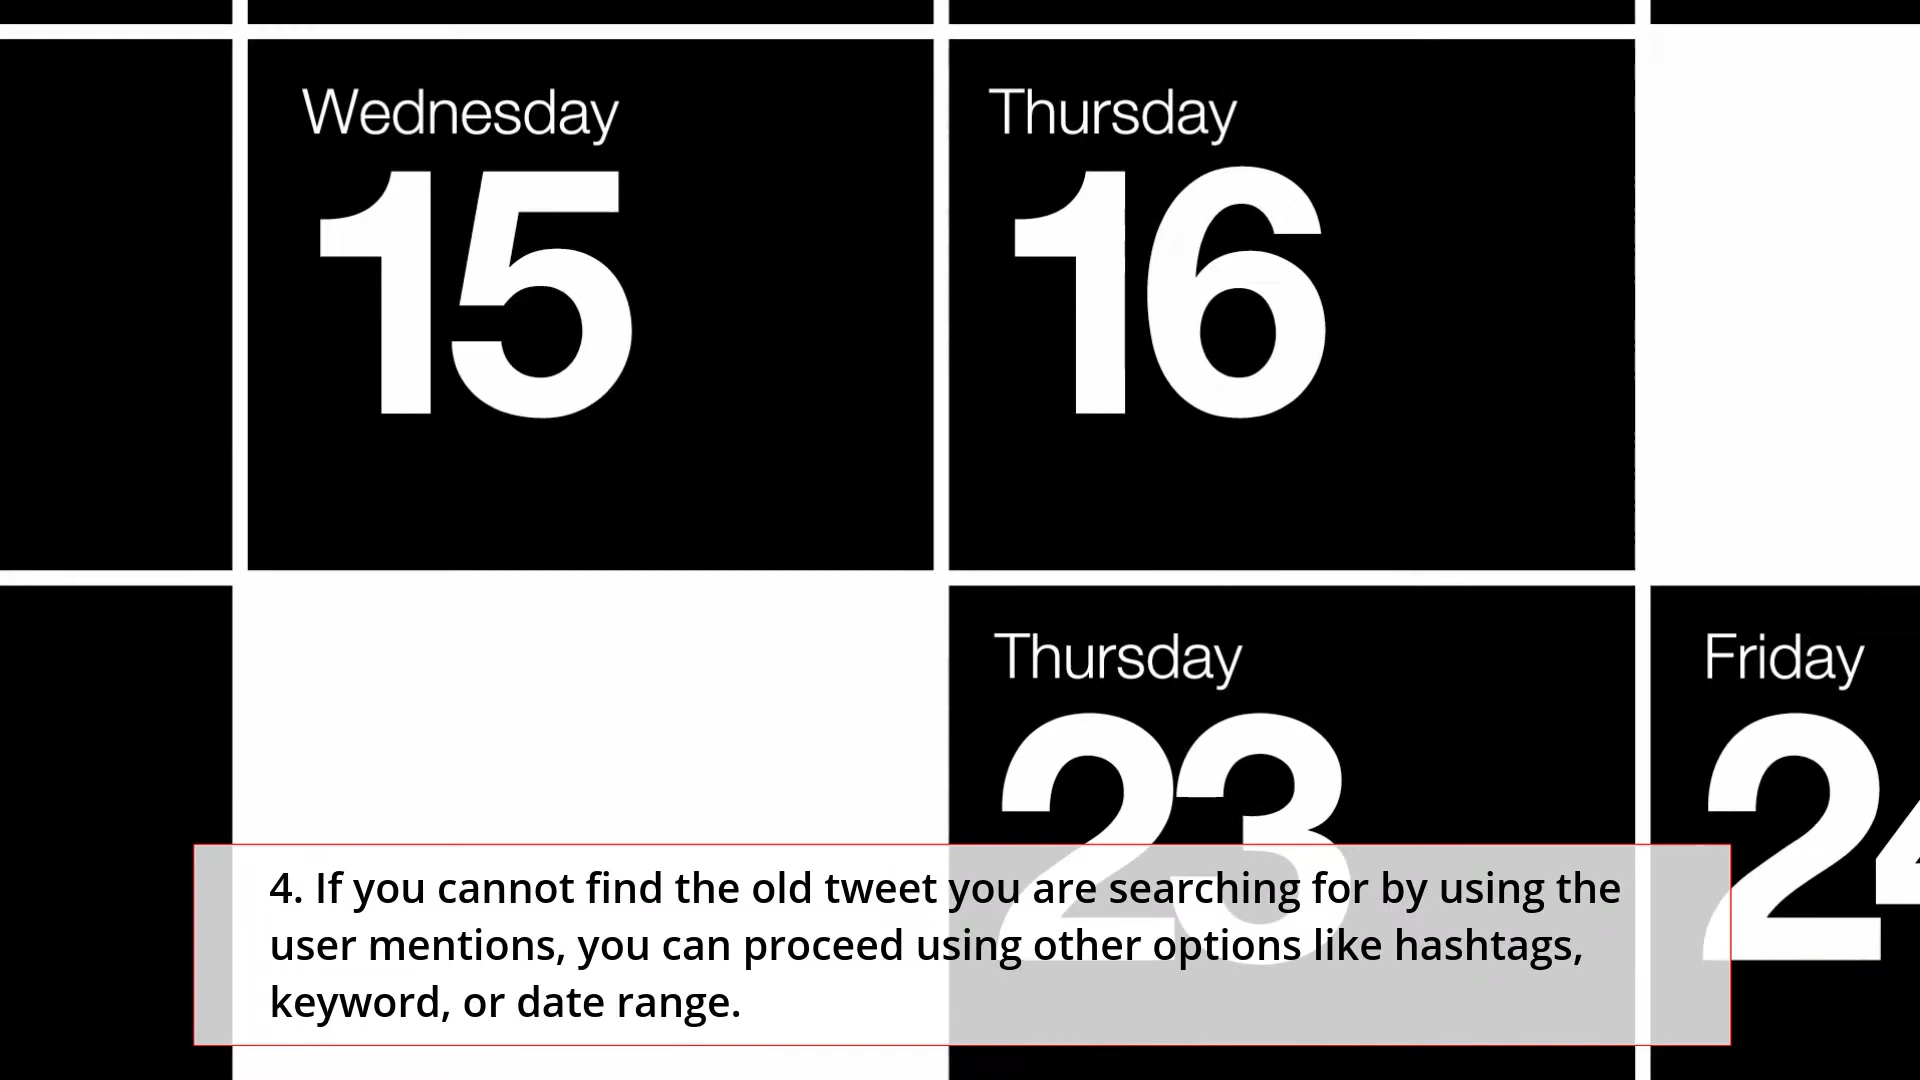 Wednesday
15
Thursday
16
Thursday
23
Friday
24
4. If you cannot find the old tweet you are searching for by using the
user mentions, you can proceed using other options like hashtags,
keyword, or date range.